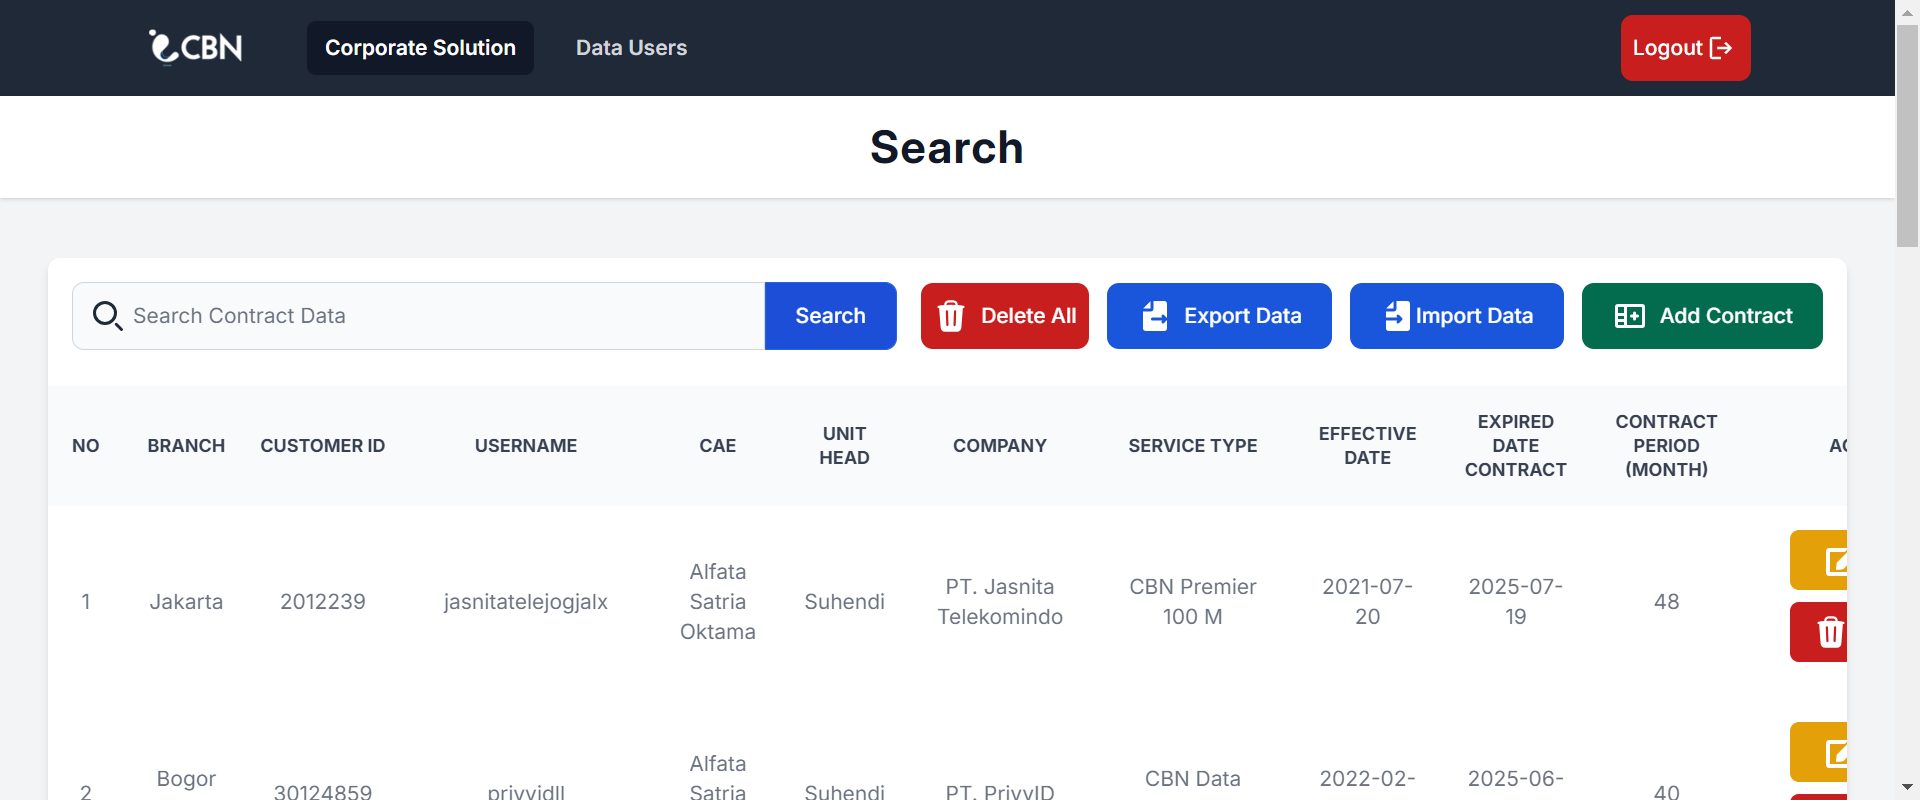 CBN
Corporate Solution
Data Users
Logout
Search
Search Contract Data
Search
Delete All
Export Data
Import Data
Add Contract
NO
BRANCH
CUSTOMER ID
USERNAME
CAE
UNIT
HEAD
COMPANY
SERVICE TYPE
EFFECTIVE
DATE
EXPIRED
DATE
CONTRACT
CONTRACT
PERIOD
(MONTH)
1
Jakarta
2012239
jasnitatelejogjalx
Alfata
Satria
Oktama
Suhendi
PT. Jasnita
Telekomindo
CBN Premier
100 M
2021-07-
20
2025-07-
19
48
2
Bogor
30124859
Alfata
Satria
Suhendi
PT. PrivyID
CBN Data
2022-02-
2025-06-
40